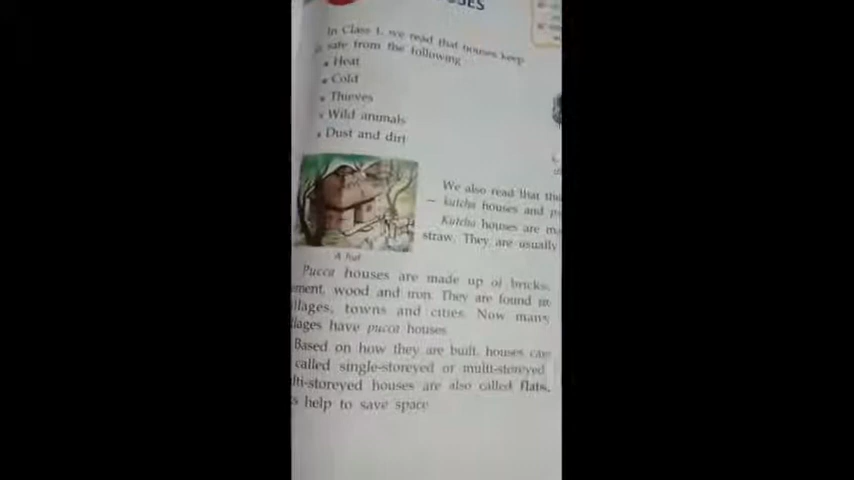 In Class 1, we read that houses keep
safe from the following
• Heat
• Cold
• Thieves
• Wild animals
• Dust and dirt
We also read that
— kutcha houses and
Kutcha houses are
straw. They are usually
A hut
Pucca houses are made up of bricks,
wood and iron. They are found in
towns and cities. Now many
have pucca houses
Based on how they are built, houses can
called single-storeyed or multi-storeyed
houses are also called flats.
help to save space